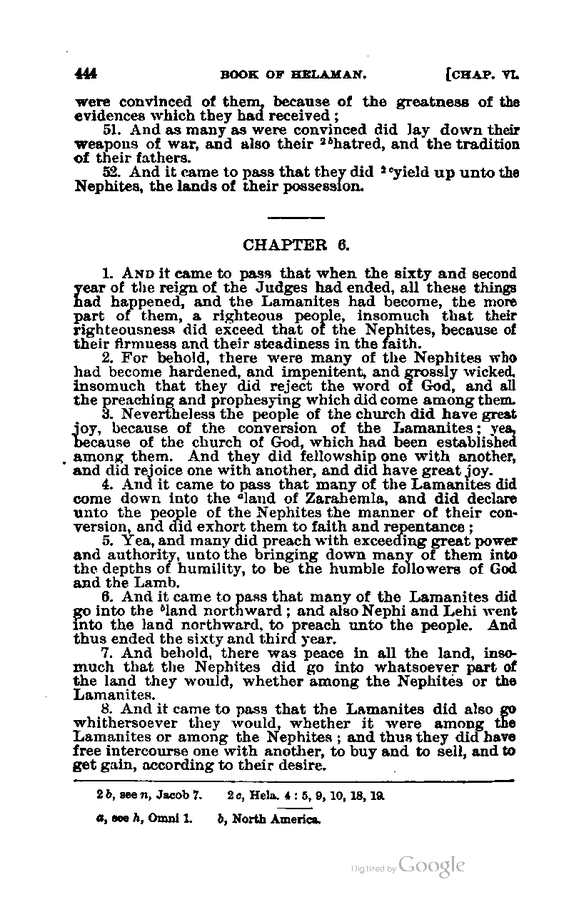 444 BOOK OF HELAMAN. [CHAP. VI.
were convinced of them, because of the greatness of the
evidences which they had received ;
51. And as many as were convinced did lay down their
weapons of war, and also their 2bhatred, and the tradition
of their fathers.
52. And it came to pass that they did 2cyield up unto the
Nephites, the lands of their possession.
CHAPTER 6.
1. AND it came to pass that when the sixty and second
year of the reign of the Judges had ended, all these things
had happened, and the Lamanites had become, the more
part of them, a righteous people, insomuch that their
righteousness did exceed that of the Nephites, because of
their firmness and their steadiness in the faith.
2. For behold, there were many of the Nephites who
had become hardened, and impenitent, and grossly wicked,
insomuch that they did reject the word of God, and all
the preaching and prophesying which did come among them.
3. Nevertheless the people of the church did have great
joy, because of the conversion of the Lamanites ; yea,
because of the church of God, which had been established
among them. And they did fellowship one with another,
and did rejoice one with another, and did have great joy.
4. And it came to pass that many of the Lamanites did
come down into the aland of Zarahemla, and did declare
unto the people of the Nephites the manner of their con-
version, and did exhort them to faith and repentance ;
5. Yea, and many did preach with exceeding great power
and authority, unto the bringing down many of them into
the depths of humility, to be the humble followers of God
and the Lamb.
6. And it came to pass that many of the Lamanites did
go into the bland northward ; and also Nephi and Lehi went
into the land northward, to preach unto the people. And
thus ended the sixty and third year.
7. And behold, there was peace in all the land, inso-
much that the Nephites did go into whatsoever part of
the land they would, whether among the Nephites or the
Lamanites.
8. And it came to pass that the Lamanites did also go
whithersoever they would, whether it were among the
Lamanites or among the Nephites ; and thus they did have
free intercourse one with another, to buy and to sell, and to
get gain, according to their desire.
2b, see n, Jacob 7. 2c, Hela. 4 : 5, 9, 10, 18, 19.
a, see h, Omni 1. b, North America.
Digitized by Google